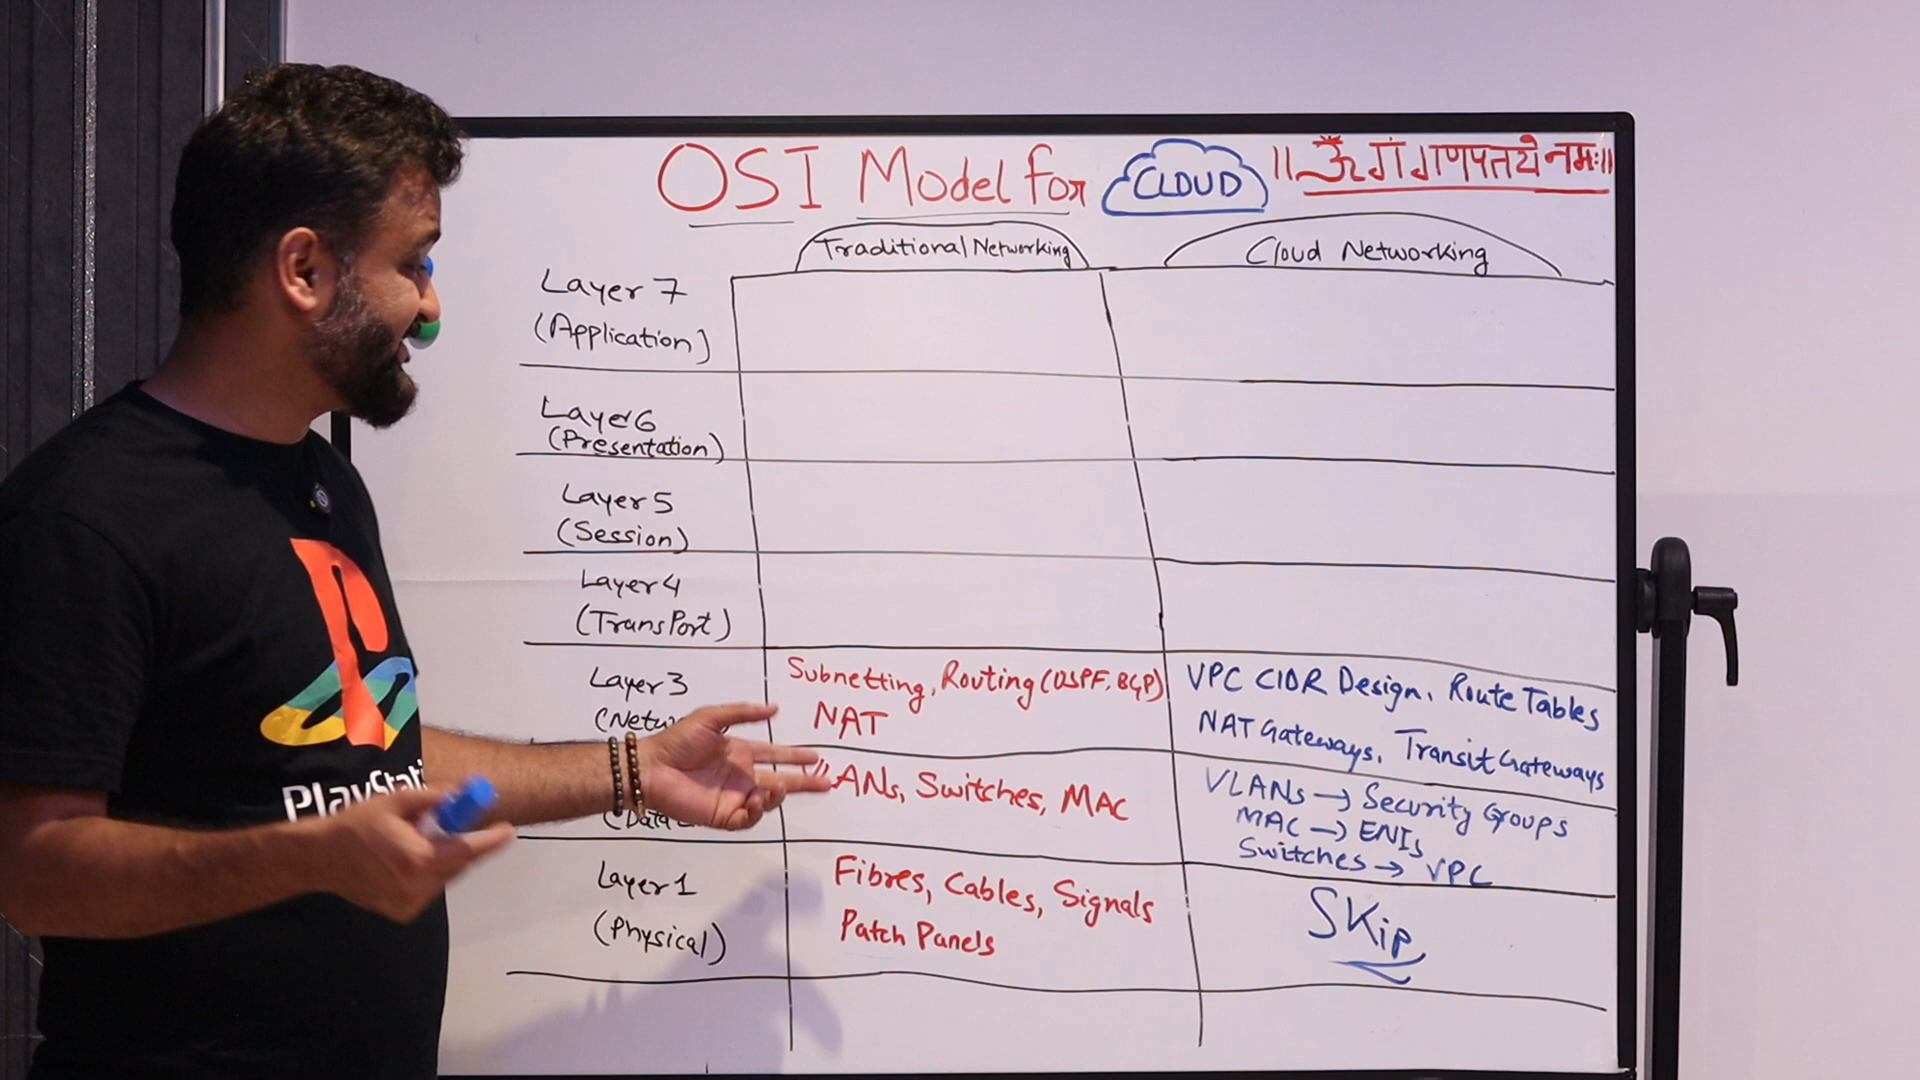 OSI Model for CLOUD
॥ ॐ गं गणपतये नमः॥
Traditional Networking
Cloud Networking
Layer 7
(Application)
Layer 6
(Presentation)
Layer 5
(Session)
Layer 4
(TransPort)
Layer 3
Subnetting, Routing (OSPF, BGP)
NAT
VPC CIDR Design, Route Tables
NAT Gateways, Transit Gateways
Switches, MAC
VLANs → Security Groups
MAC → ENIs
Switches → VPC
Layer 1
(Physical)
Fibres, Cables, Signals
Patch Panels
SKip